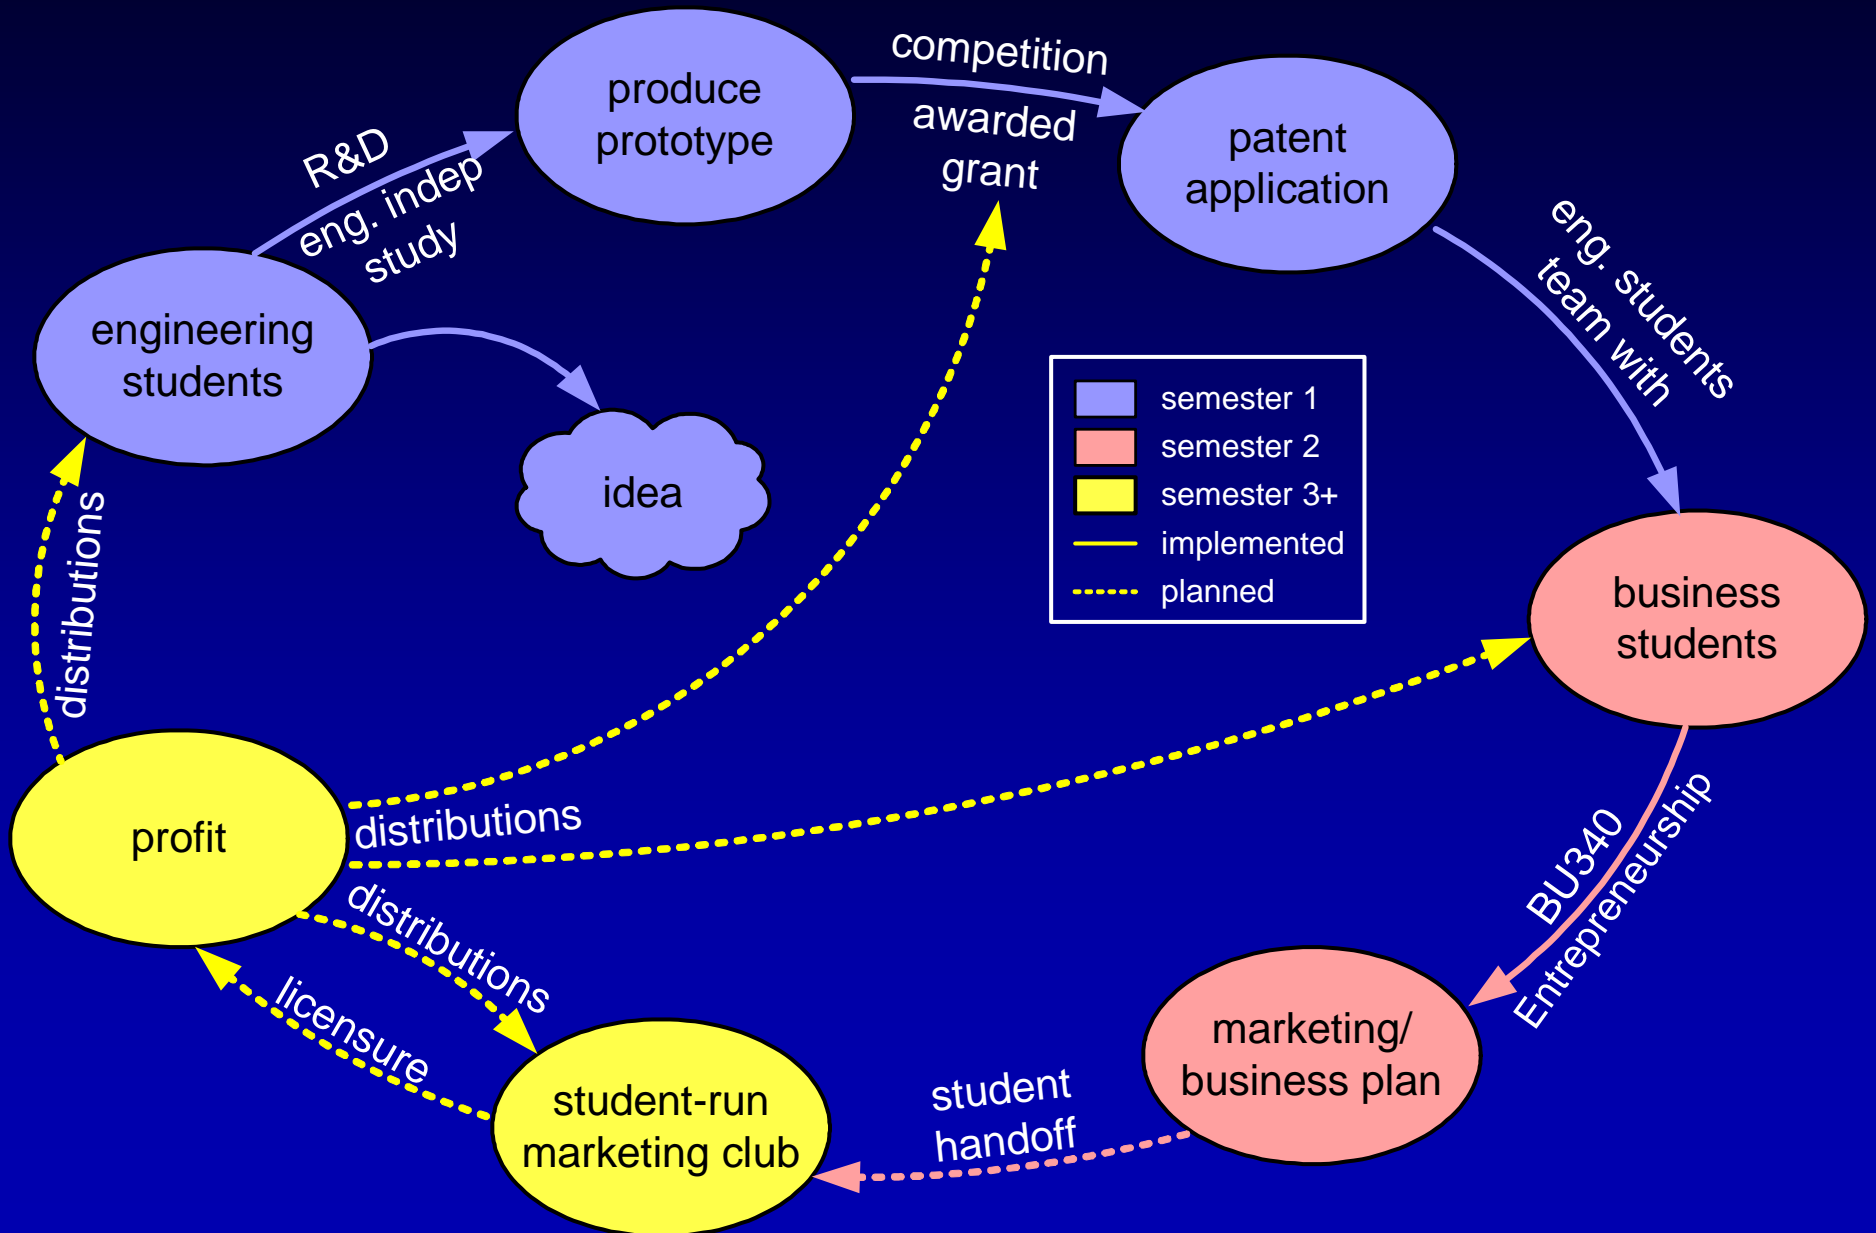 produce
prototype
competition
awarded
grant
patent
application
R&D
eng. indep
study
engineering
students
idea
eng. students
team with
semester 1
semester 2
semester 3+
implemented
planned
business
students
distributions
profit
distributions
distributions
licensure
BU340
Entrepreneurship
marketing/
business plan
student
handoff
student-run
marketing club